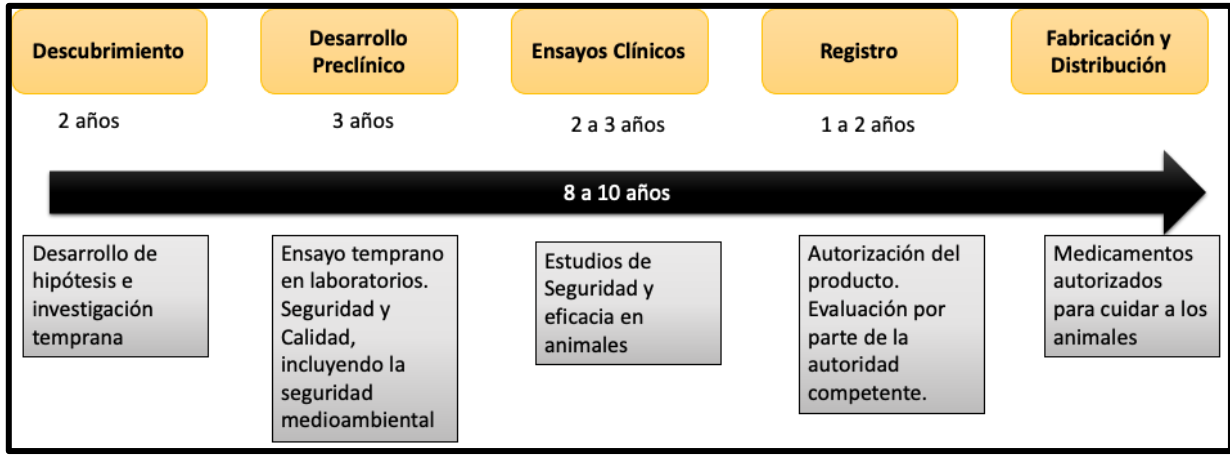 Descubrimiento
Desarrollo
Preclínico
Ensayos Clínicos
Registro
Fabricación y
Distribución
2 años
3 años
2 a 3 años
1 a 2 años
8 a 10 años
Desarrollo de
hipótesis e
investigación
temprana
Ensayo temprano
en laboratorios.
Seguridad y
Calidad,
incluyendo la
seguridad
medioambiental
Estudios de
Seguridad y
eficacia en
animales
Autorización del
producto.
Evaluación por
parte de la
autoridad
competente.
Medicamentos
autorizados
para cuidar a los
animales